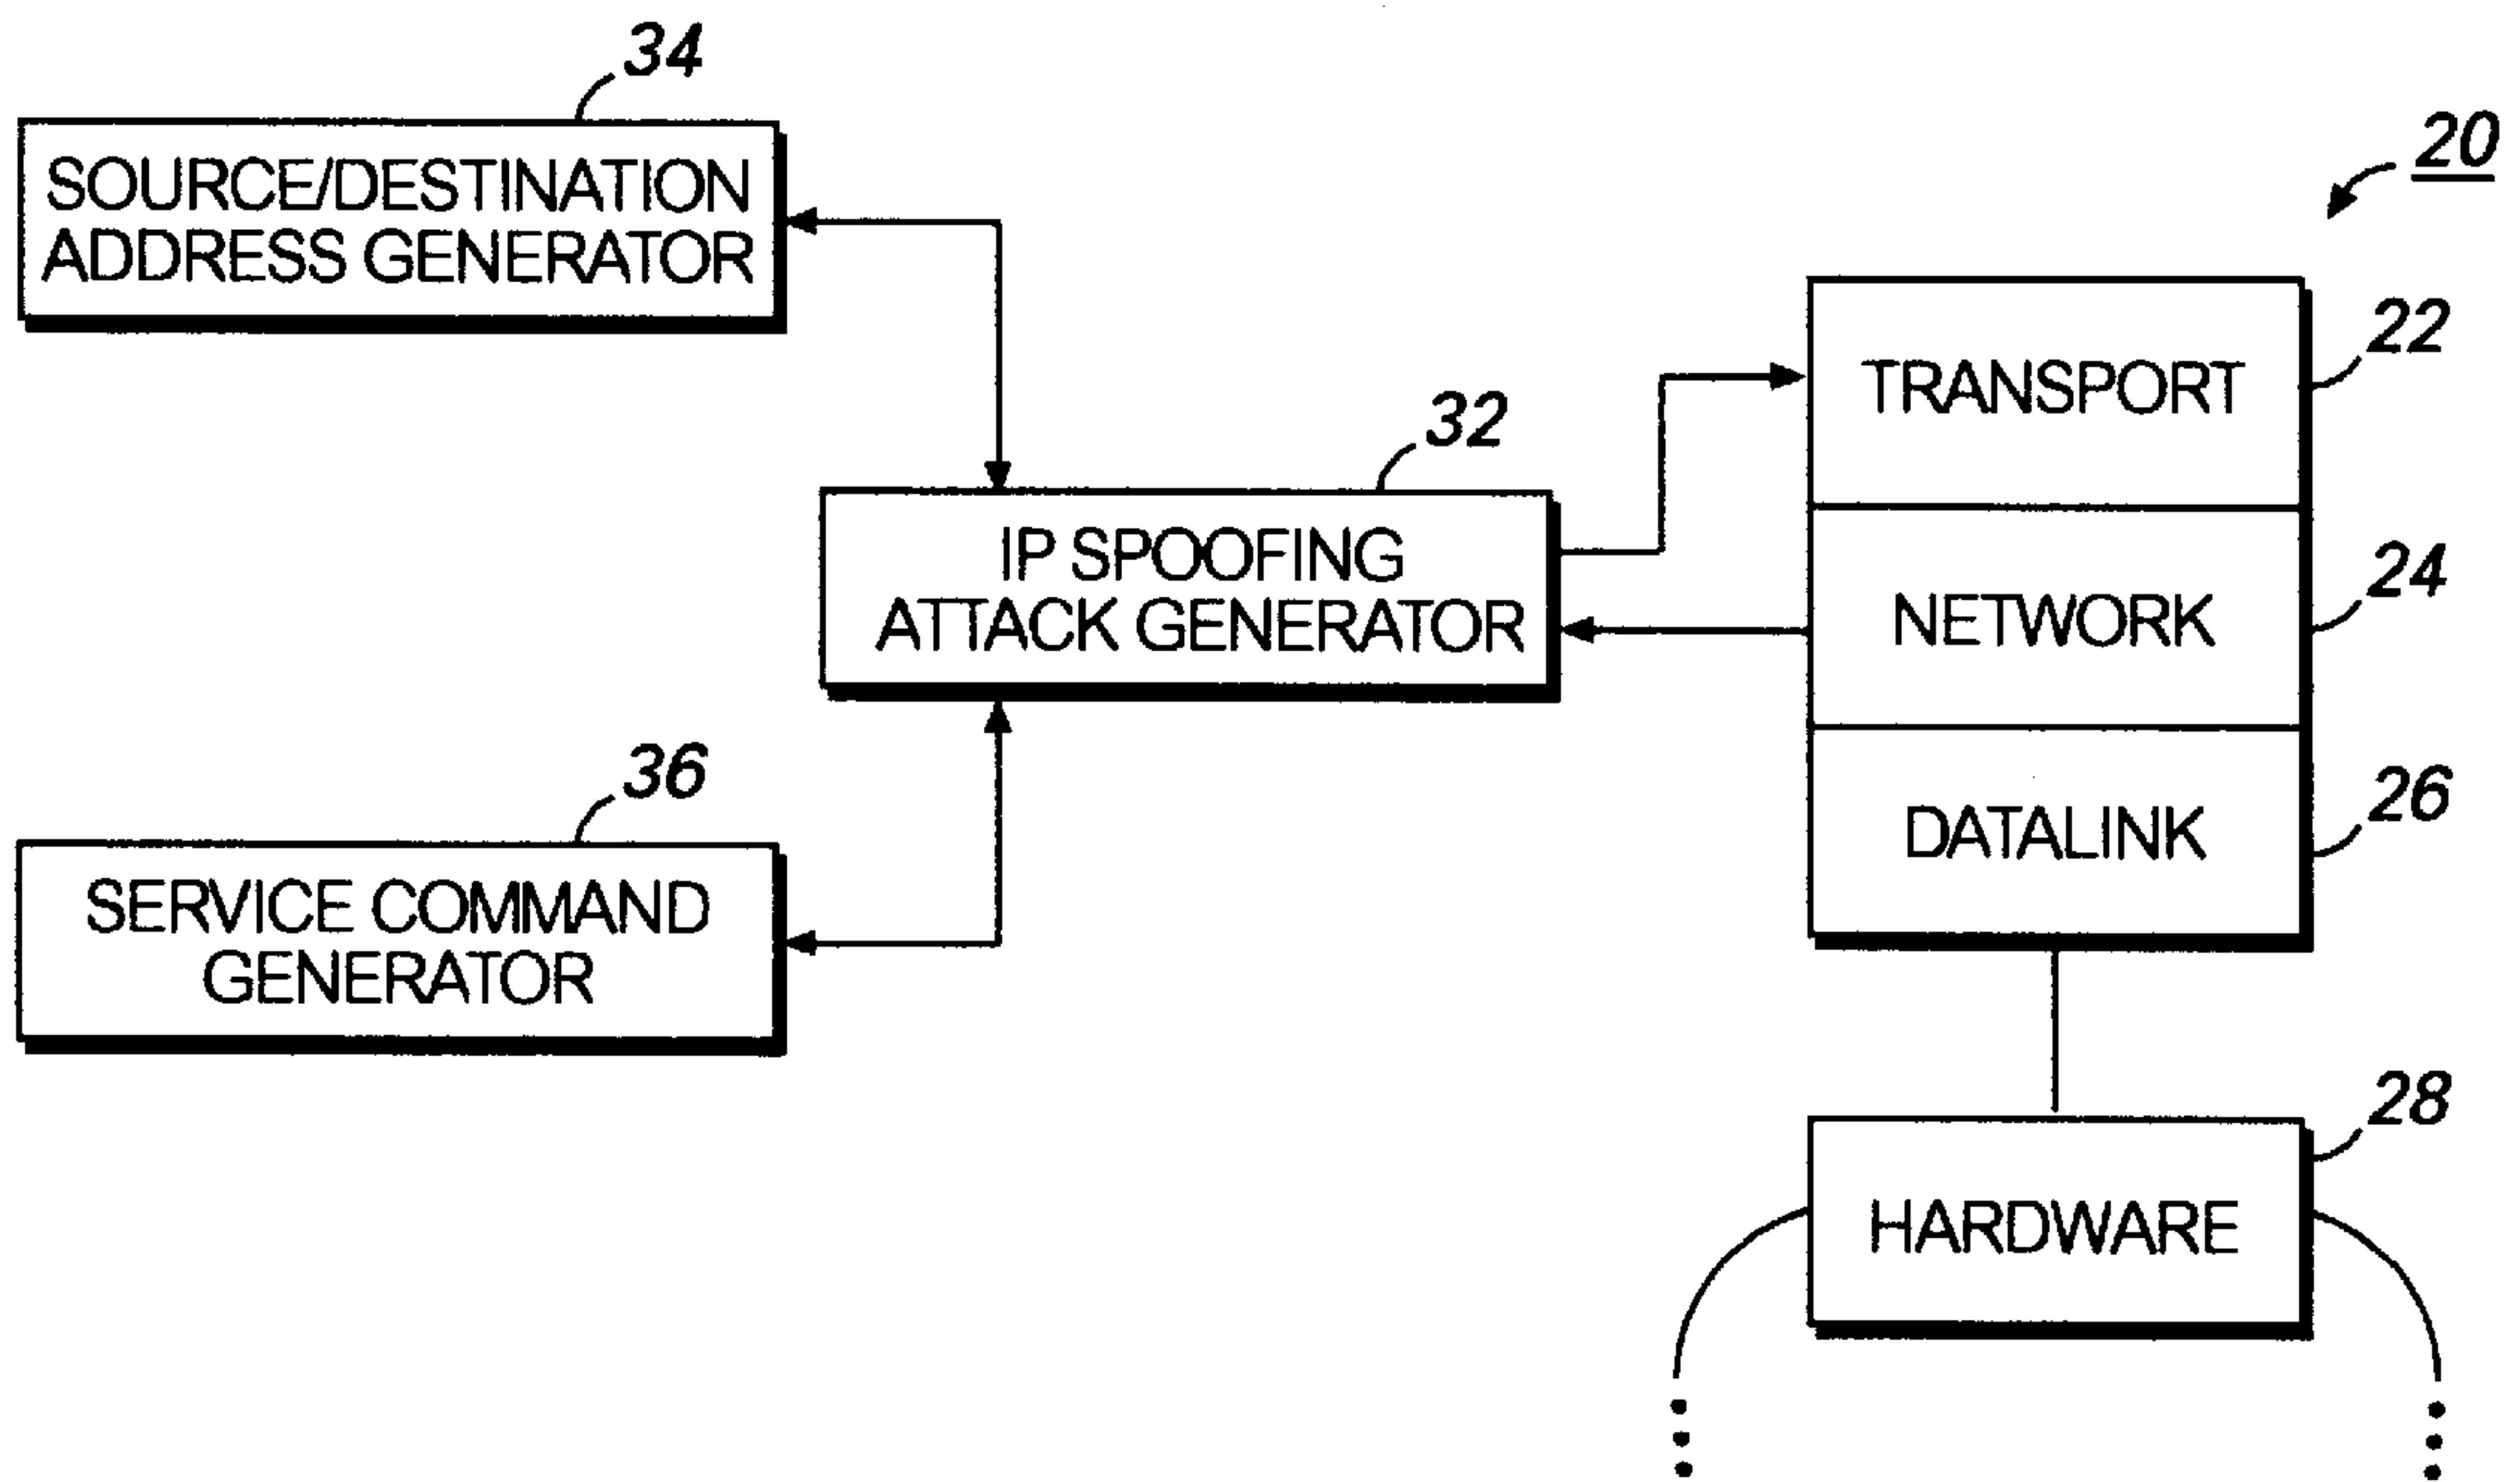 34
SOURCE/DESTINATION
ADDRESS GENERATOR
20
22
TRANSPORT
32
IP SPOOFING
ATTACK GENERATOR
24
NETWORK
36
SERVICE COMMAND
GENERATOR
26
DATALINK
28
HARDWARE